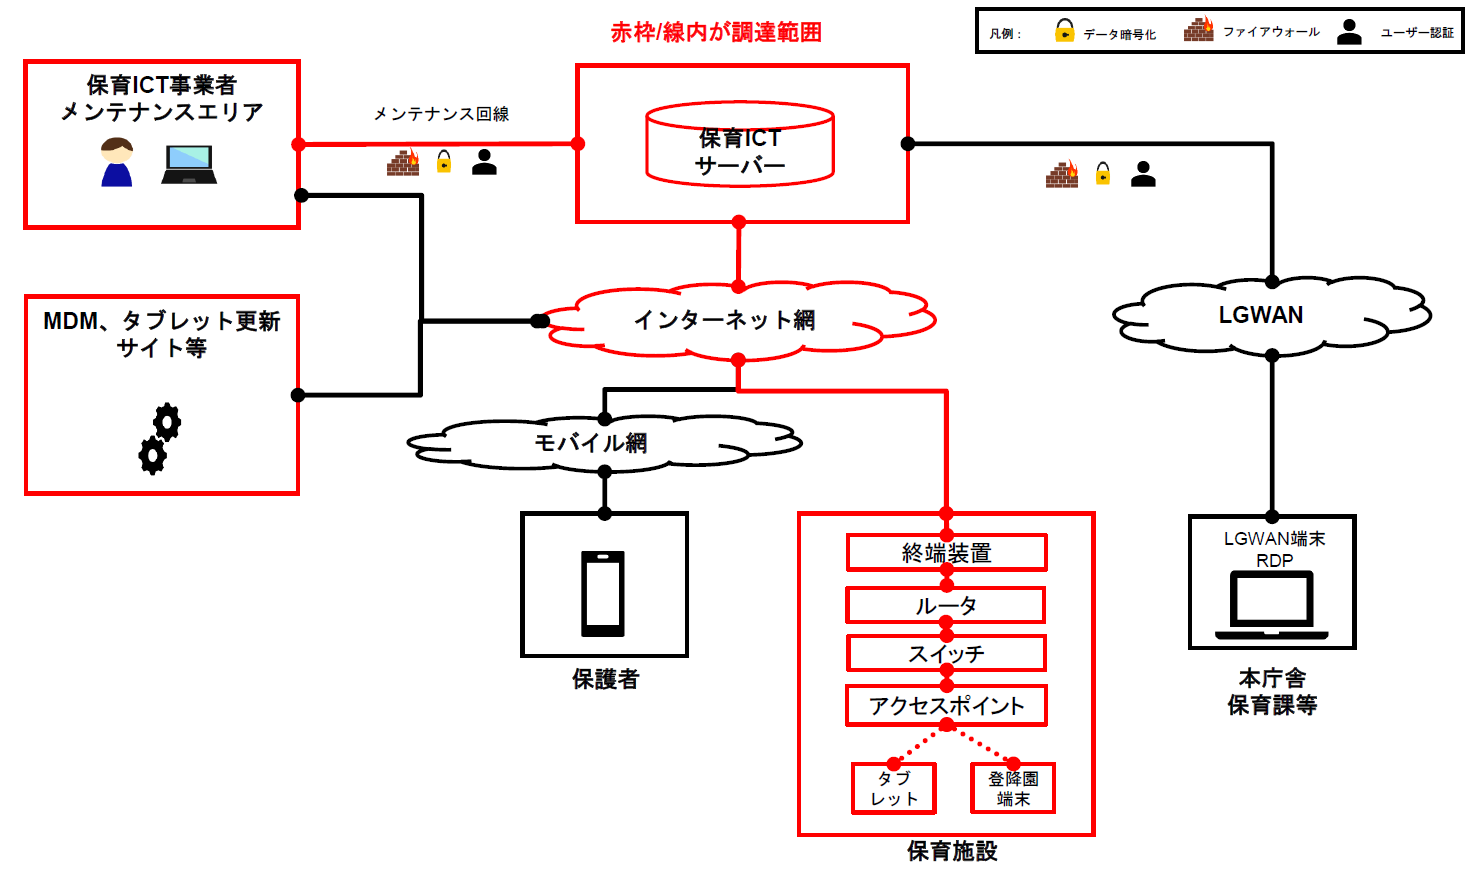 赤枠/線内が調達範囲
凡例：
データ暗号化
ファイアウォール
ユーザー認証
保育ICT事業者
メンテナンスエリア
メンテナンス回線
保育ICT
サーバー
MDM、タブレット更新
サイト等
インターネット網
LGWAN
モバイル網
保護者
終端装置
ルータ
スイッチ
アクセスポイント
タブ
レット
登降園
端末
保育施設
LGWAN端末
RDP
本庁舎
保育課等